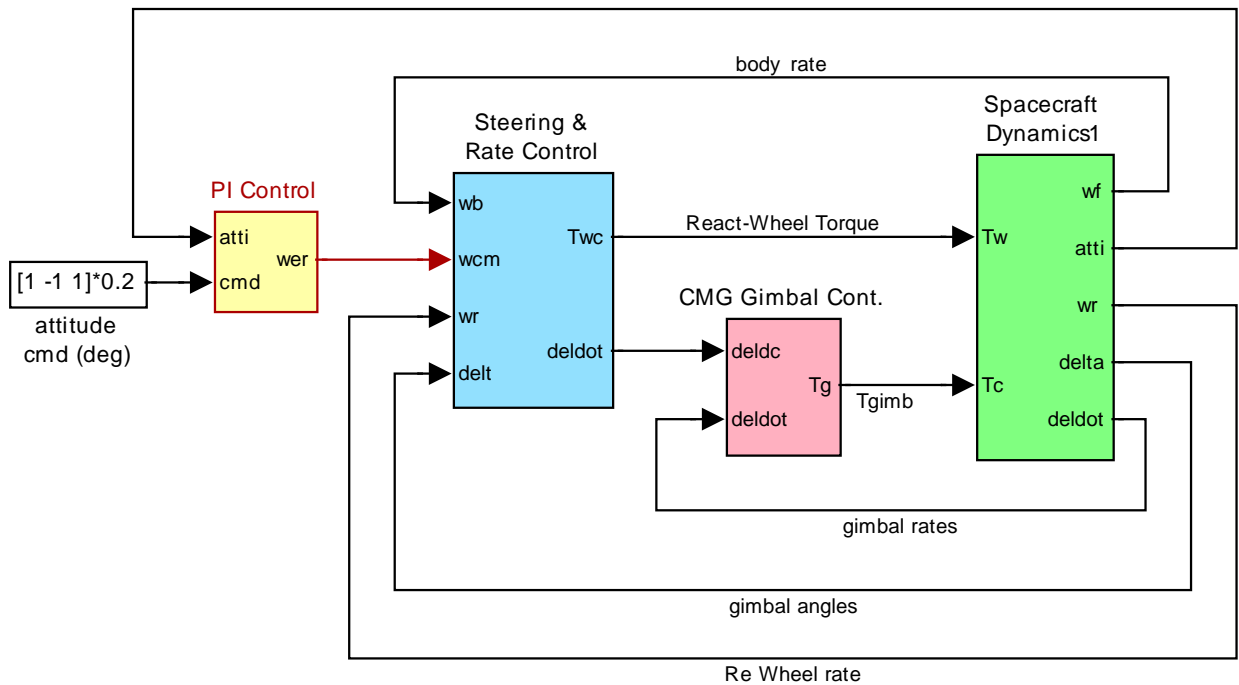 body rate
Spacecraft
Dynamics1
Steering &
Rate Control
PI Control
wf
wb
Twc
React-Wheel Torque
Tw
atti
atti
wer
wcm
cmd
[1 -1 1]*0.2
attitude
cmd (deg)
CMG Gimbal Cont.
wr
wr
deldot
deldc
delta
delt
Tg
Tgimb
Tc
deldot
deldot
gimbal rates
gimbal angles
Re Wheel rate